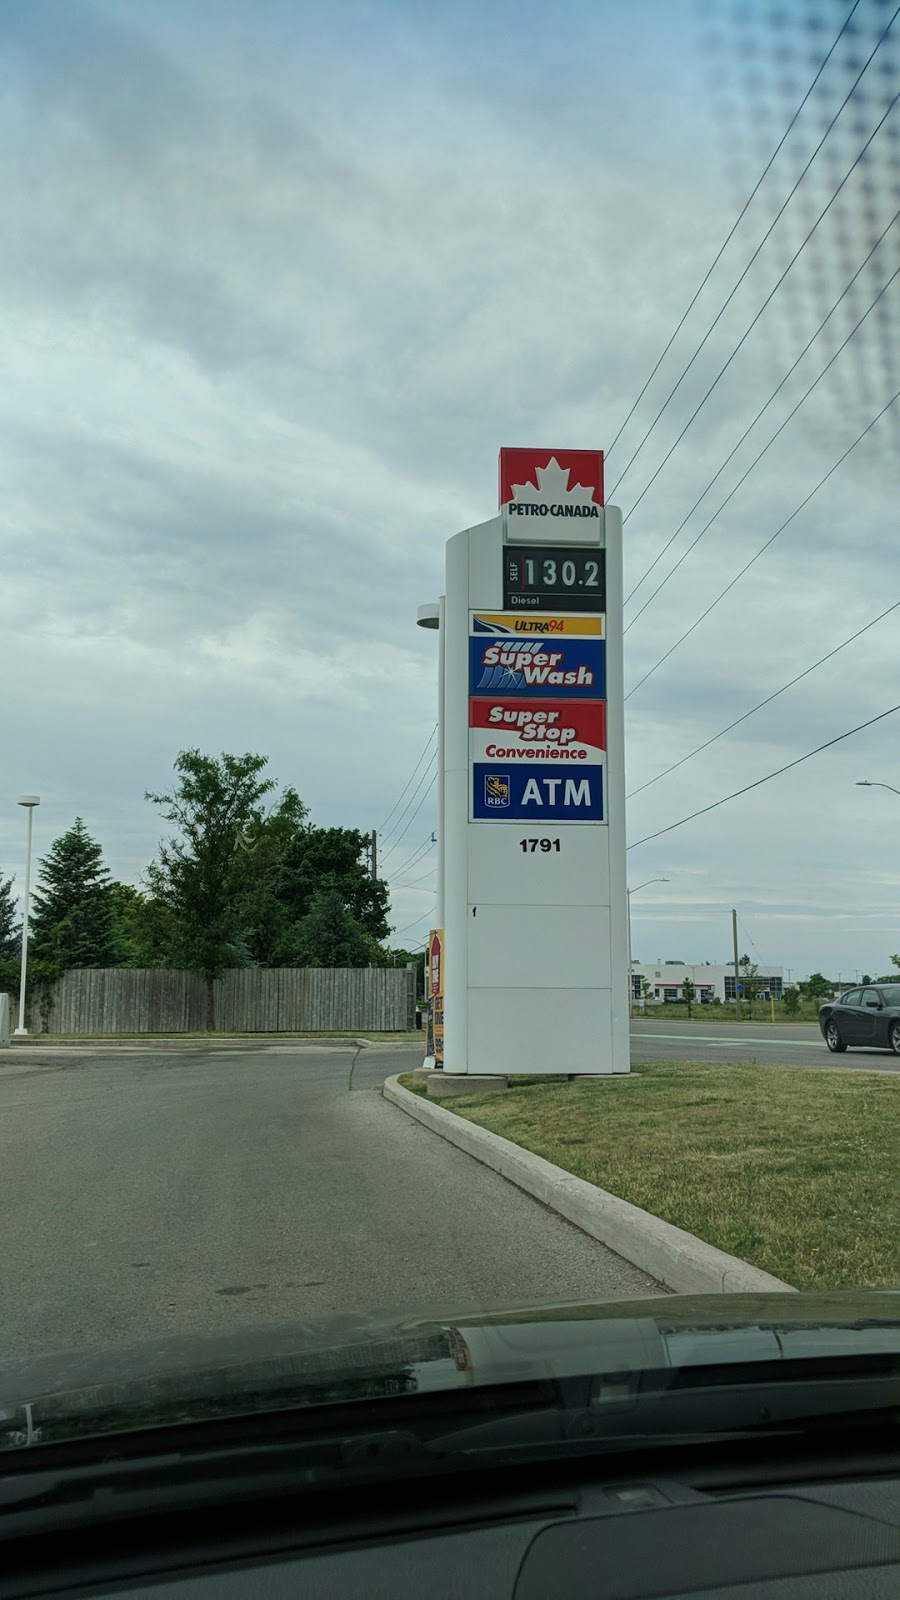 PETRO-CANADA
SELF
130.2
Diesel
ULTRA94
Super
Wash
Super
Stop
Convenience
RBC
ATM
1791